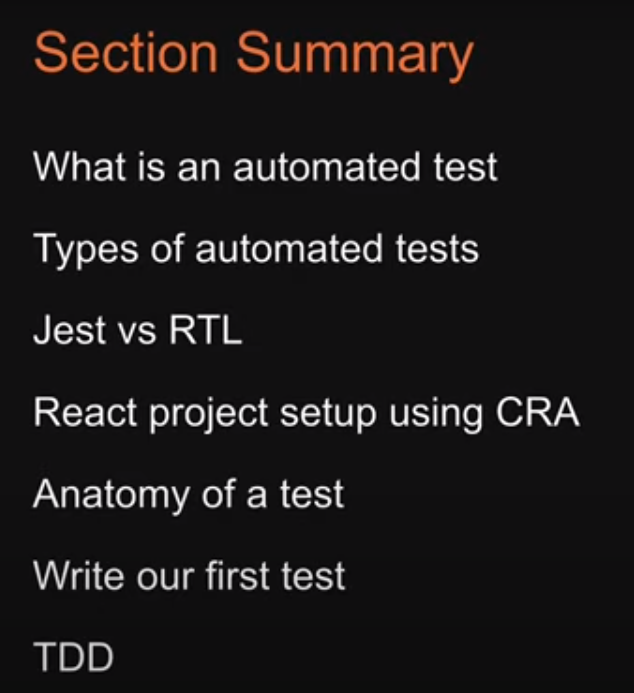 Section Summary
What is an automated test
Types of automated tests
Jest vs RTL
React project setup using CRA
Anatomy of a test
Write our first test
TDD